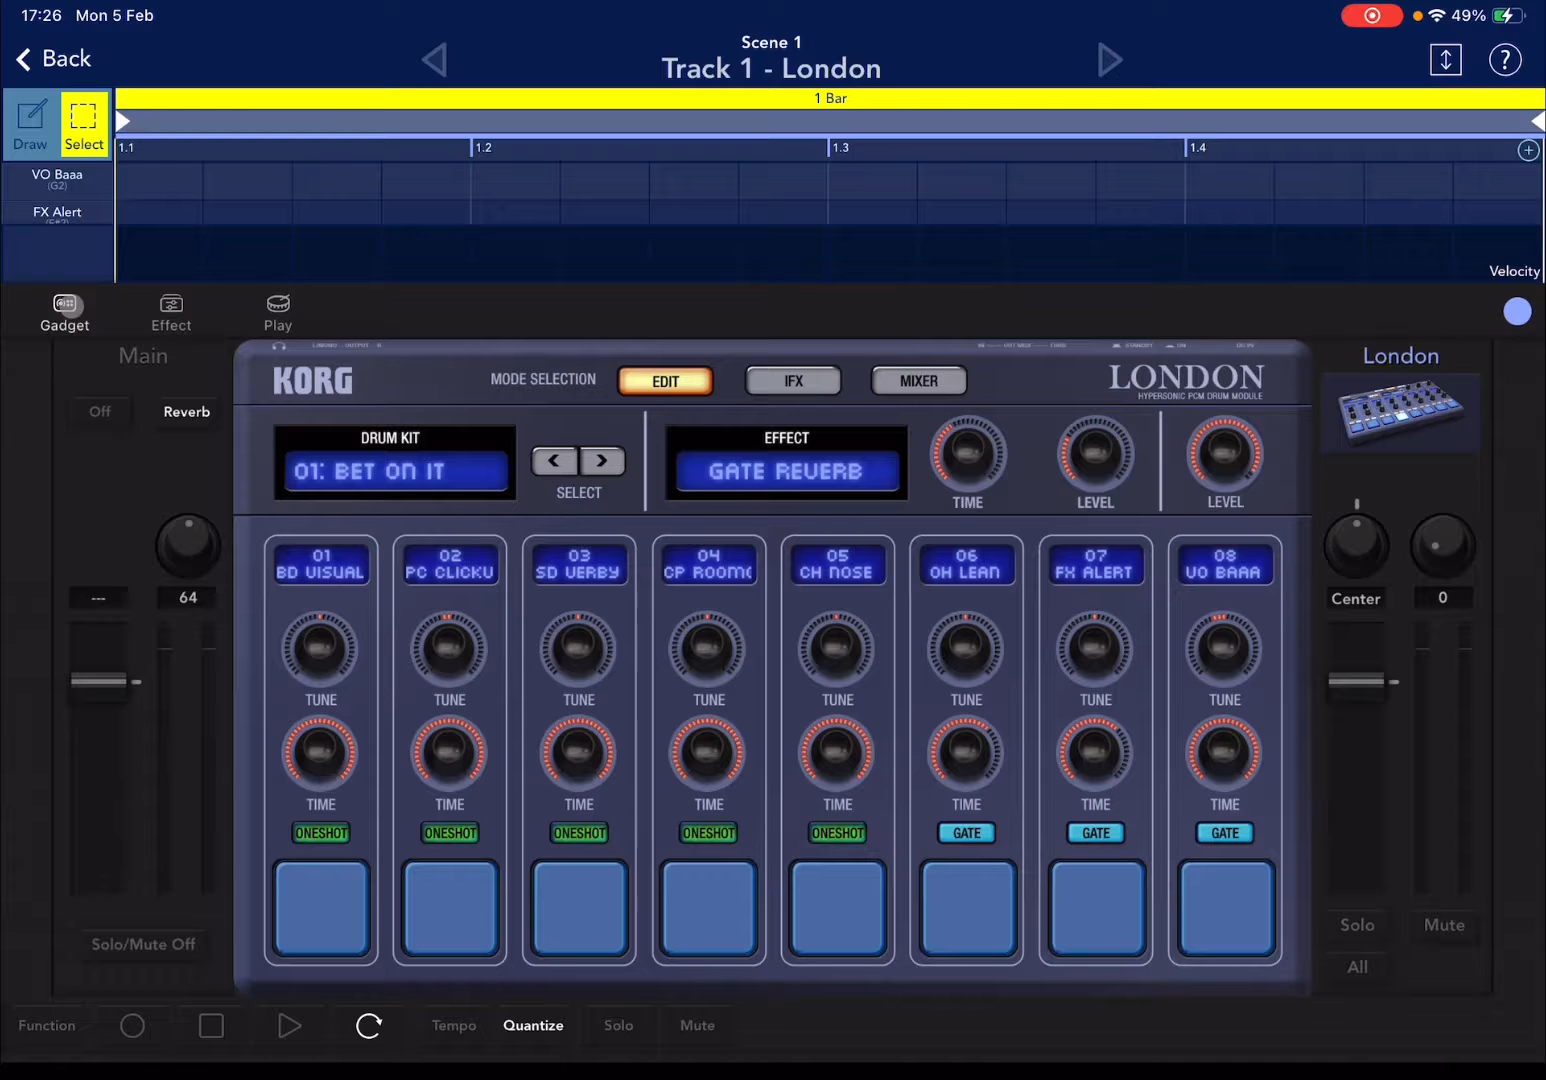 17:26 Mon 5 Feb
49%
Back
Scene 1
Track 1 - London
?
1 Bar
Draw
Select
1.1
1.2
1.3
1.4
VO Baaa
(G2)
FX Alert
Velocity
Gadget
Effect
Play
Main
London
Off
Reverb
KORG
MODE SELECTION
EDIT
IFX
MIXER
LONDON
HYPERSONIC PCM DRUM MODULE
DRUM KIT
01: BET ON IT
< >
SELECT
EFFECT
GATE REVERB
TIME
LEVEL
LEVEL
01 02 03 04 05 06 07 08
BD VISUAL PC CLICKU SD VERBY CP ROOM CH NOSE OH LEAN FX ALERT VO BAAA
--- 64
Center 0
TUNE TUNE TUNE TUNE TUNE TUNE TUNE TUNE
TIME TIME TIME TIME TIME TIME TIME TIME
ONESHOT ONESHOT ONESHOT ONESHOT ONESHOT GATE GATE GATE
Solo/Mute Off
Solo Mute
All
Function
Tempo
Quantize
Solo
Mute